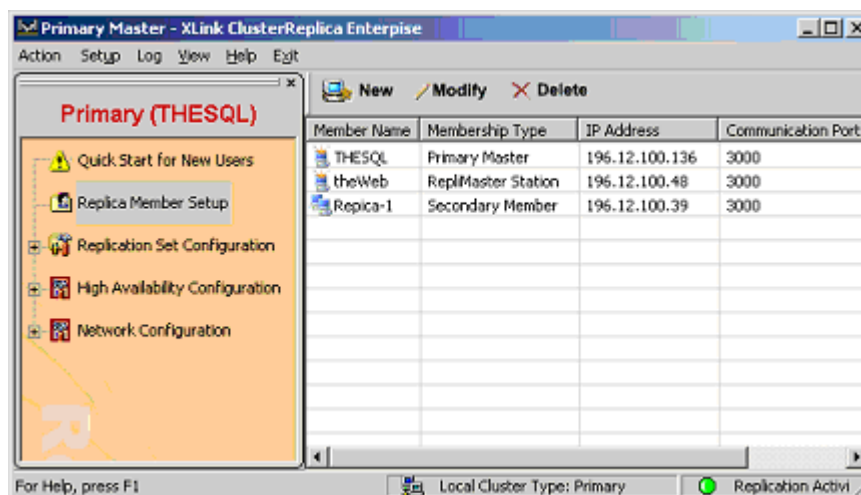 Primary Master - XLink ClusterReplica Enterpise
Action Setup Log View Help Exit
Primary (THESQL)
Quick Start for New Users
Replica Member Setup
Replication Set Configuration
High Availability Configuration
Network Configuration
New Modify Delete
Member Name Membership Type IP Address Communication Port
THESQL Primary Master 196.12.100.136 3000
theWeb RepliMaster Station 196.12.100.48 3000
Repica-1 Secondary Member 196.12.100.39 3000
For Help, press F1 Local Cluster Type: Primary Replication Activi